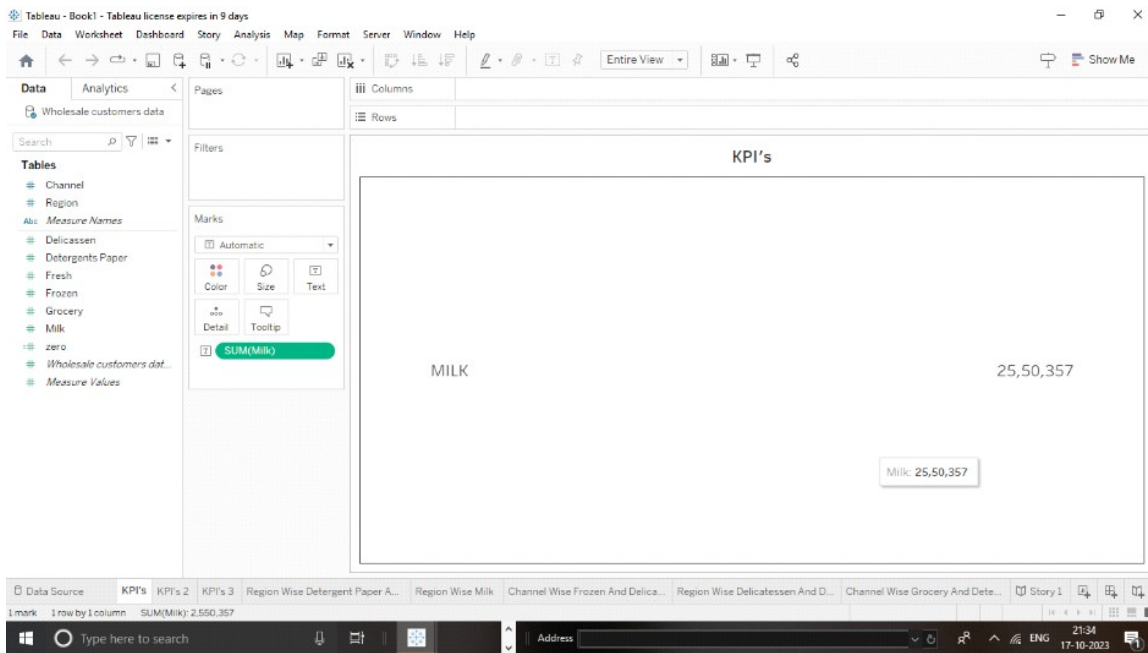 Tableau - Book1 - Tableau license expires in 9 days
File Data Worksheet Dashboard Story Analysis Map Format Server Window Help
Entire View
Show Me
Data Analytics
Wholesale customers data
Search
Tables
Channel
Region
Abc Measure Names
Delicassen
Detergents Paper
Fresh
Frozen
Grocery
Milk
zero
Wholesale customers dat...
Measure Values
Pages
Filters
Marks
Automatic
Color Size Text
Detail Tooltip
SUM(Milk)
Columns
Rows
KPI's
MILK 25,50,357
Milk: 25,50,357
Data Source KPI's KPI's 2 KPI's 3 Region Wise Detergent Paper A... Region Wise Milk Channel Wise Frozen And Delica... Region Wise Delicatessen And D... Channel Wise Grocery And Dete... Story 1
1 mark 1 row by 1 column SUM(Milk): 2,550,357
Type here to search
Address
ENG
21:34
17-10-2023